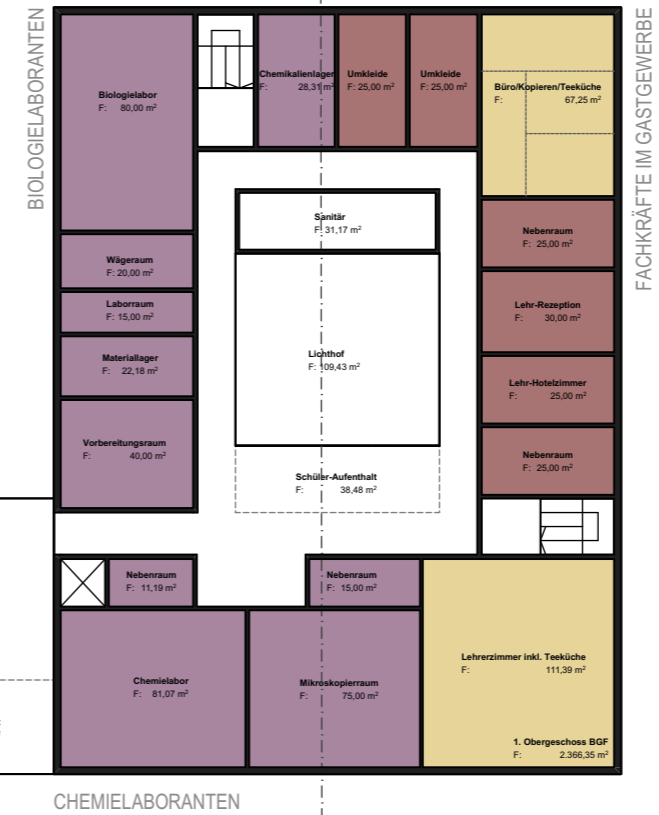 BIOLOGIELABORANTEN
Biologielabor
F: 80,00 m²
Chemikalienlager
F: 28,31 m²
Umkleide
F: 25,00 m²
Umkleide
F: 25,00 m²
Büro/Kopieren/Teeküche
F: 67,25 m²
FACHKRÄFTE IM GASTGEWERBE
Sanitär
F: 31,17 m²
Nebenraum
F: 25,00 m²
Wägeraum
F: 20,00 m²
Laborraum
F: 15,00 m²
Lehr-Rezeption
F: 30,00 m²
Materiallager
F: 22,18 m²
Lichthof
F: 109,43 m²
Lehr-Hotelzimmer
F: 25,00 m²
Vorbereitungsraum
F: 40,00 m²
Nebenraum
F: 25,00 m²
Schüler-Aufenthalt
F: 38,48 m²
Nebenraum
F: 11,19 m²
Nebenraum
F: 15,00 m²
Chemielabor
F: 81,07 m²
Mikroskopierraum
F: 75,00 m²
Lehrerzimmer inkl. Teeküche
F: 111,39 m²
1. Obergeschoss BGF
F: 2.366,35 m²
CHEMIELABORANTEN